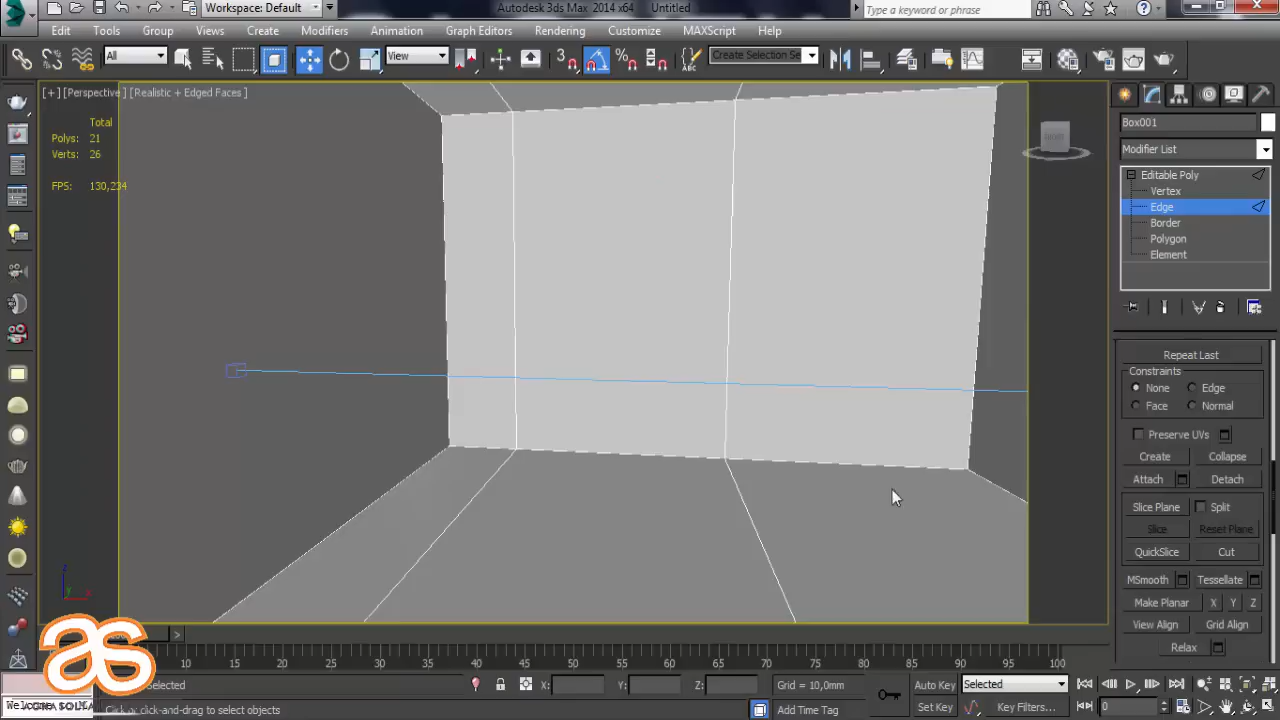 Workspace: Default
Autodesk 3ds Max 2014 x64 Untitled
Type a keyword or phrase
Edit Tools Group Views Create Modifiers Animation Graph Editors Rendering Customize MAXScript Help
All View 3 Create Selection Se
[+] [Perspective] [Realistic + Edged Faces]
Total
Polys: 21
Verts: 26
FPS: 130,234
FRONT
Box001
Modifier List
Editable Poly
Vertex
Edge
Border
Polygon
Element
Repeat Last
Constraints
None Edge
Face Normal
Preserve UVs
Create Collapse
Attach Detach
Slice Plane Split
Slice Reset Plane
QuickSlice Cut
MSmooth Tessellate
Make Planar X Y Z
View Align Grid Align
Relax
z
y x
10 15 20 25 30 35 40 45 50 55 60 65 70 75 80 85 90 95 100
as
Selected X: Y: Z: Grid = 10,0mm Auto Key Selected
Click or click-and-drag to select objects Add Time Tag Set Key Key Filters... 0